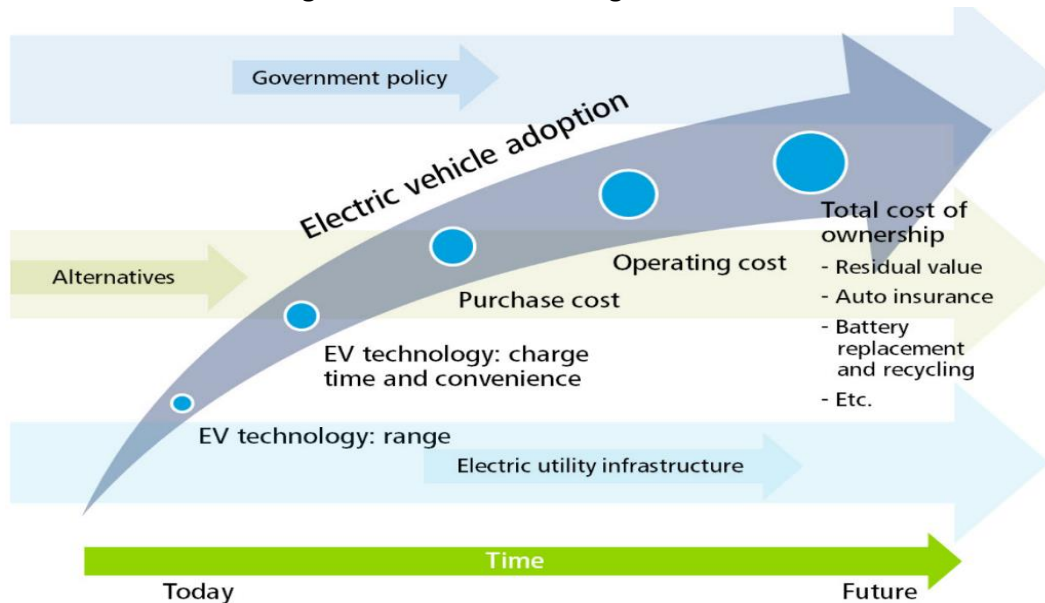 Government policy
Electric vehicle adoption
Alternatives
Total cost of
ownership
- Residual value
- Auto insurance
- Battery
replacement
and recycling
- Etc.
Operating cost
Purchase cost
EV technology: charge
time and convenience
EV technology: range
Electric utility infrastructure
Time
Today
Future